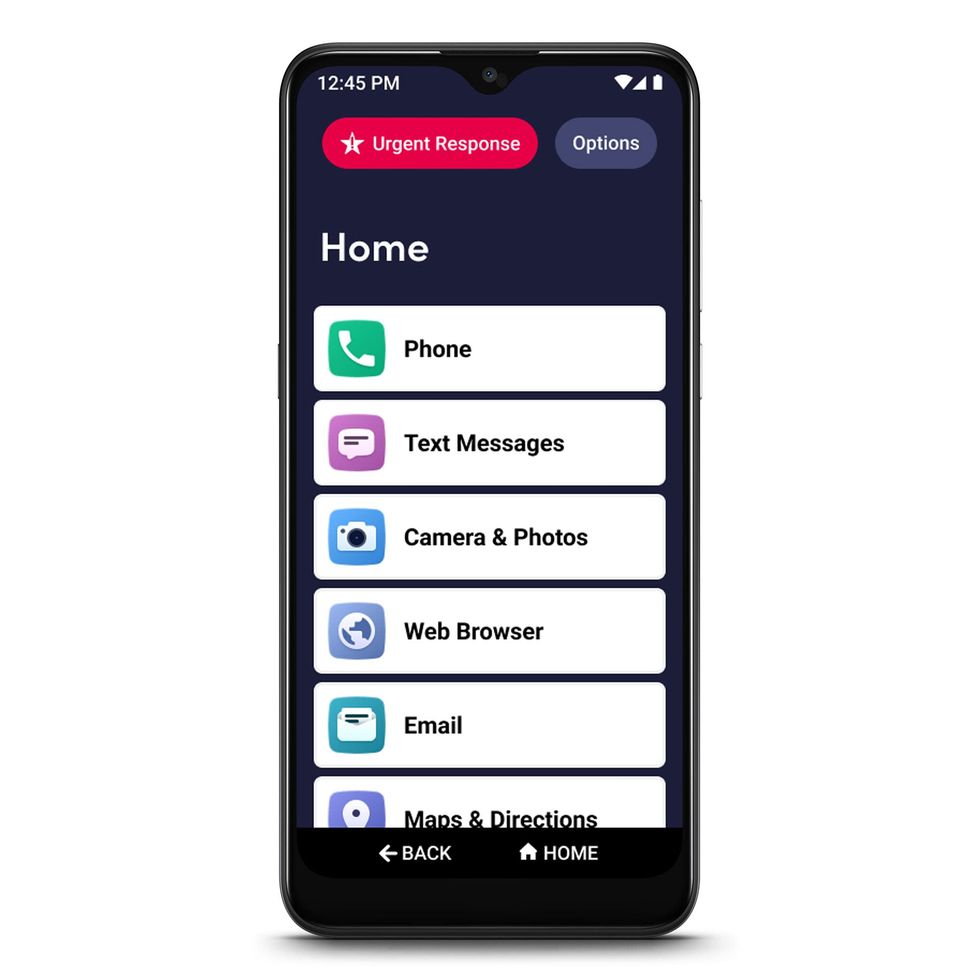 12:45 PM
Urgent Response
Options
Home
Phone
Text Messages
Camera & Photos
Web Browser
Email
Maps & Directions
BACK
HOME